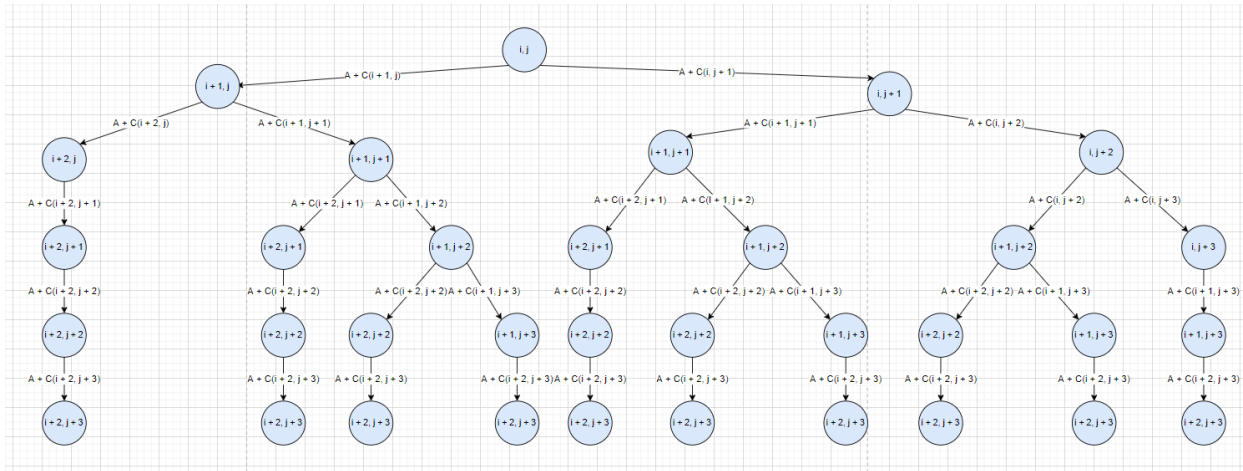 i, j
A + C(i + 1, j)
A + C(i, j + 1)
i + 1, j
i, j + 1
A + C(i + 2, j)
A + C(i + 1, j + 1)
A + C(i + 1, j + 1)
A + C(i, j + 2)
i + 2, j
i + 1, j + 1
i + 1, j + 1
i, j + 2
A + C(i + 2, j + 1)
A + C(i + 2, j + 1)
A + C(i + 1, j + 2)
A + C(i + 2, j + 1)
A + C(I + 1, j + 2)
A + C(i, j + 2)
A + C(i, j + 3)
i + 2, j + 1
i + 2, j + 1
i + 1, j + 2
i + 2, j + 1
i + 1, j + 2
i + 1, j + 2
i, j + 3
A + C(i + 2, j + 2)
A + C(i + 2, j + 2)
A + C(i + 2, j + 2)
A + C(i + 1, j + 3)
A + C(i + 2, j + 2)
A + C(i + 2, j + 2)
A + C(i + 1, j + 3)
A + C(i + 2, j + 2)
A + C(i + 1, j + 3)
A + C(i + 1, j + 3)
i + 2, j + 2
i + 2, j + 2
i + 2, j + 2
i + 1, j + 3
i + 2, j + 2
i + 2, j + 2
i + 1, j + 3
i + 2, j + 2
i + 1, j + 3
i + 1, j + 3
A + C(i + 2, j + 3)
A + C(i + 2, j + 3)
A + C(i + 2, j + 3)
A + C(i + 2, j + 3)
A + C(i + 2, j + 3)
A + C(i + 2, j + 3)
A + C(i + 2, j + 3)
A + C(i + 2, j + 3)
A + C(i + 2, j + 3)
A + C(i + 2, j + 3)
i + 2, j + 3
i + 2, j + 3
i + 2, j + 3
i + 2, j + 3
i + 2, j + 3
i + 2, j + 3
i + 2, j + 3
i + 2, j + 3
i + 2, j + 3
i + 2, j + 3